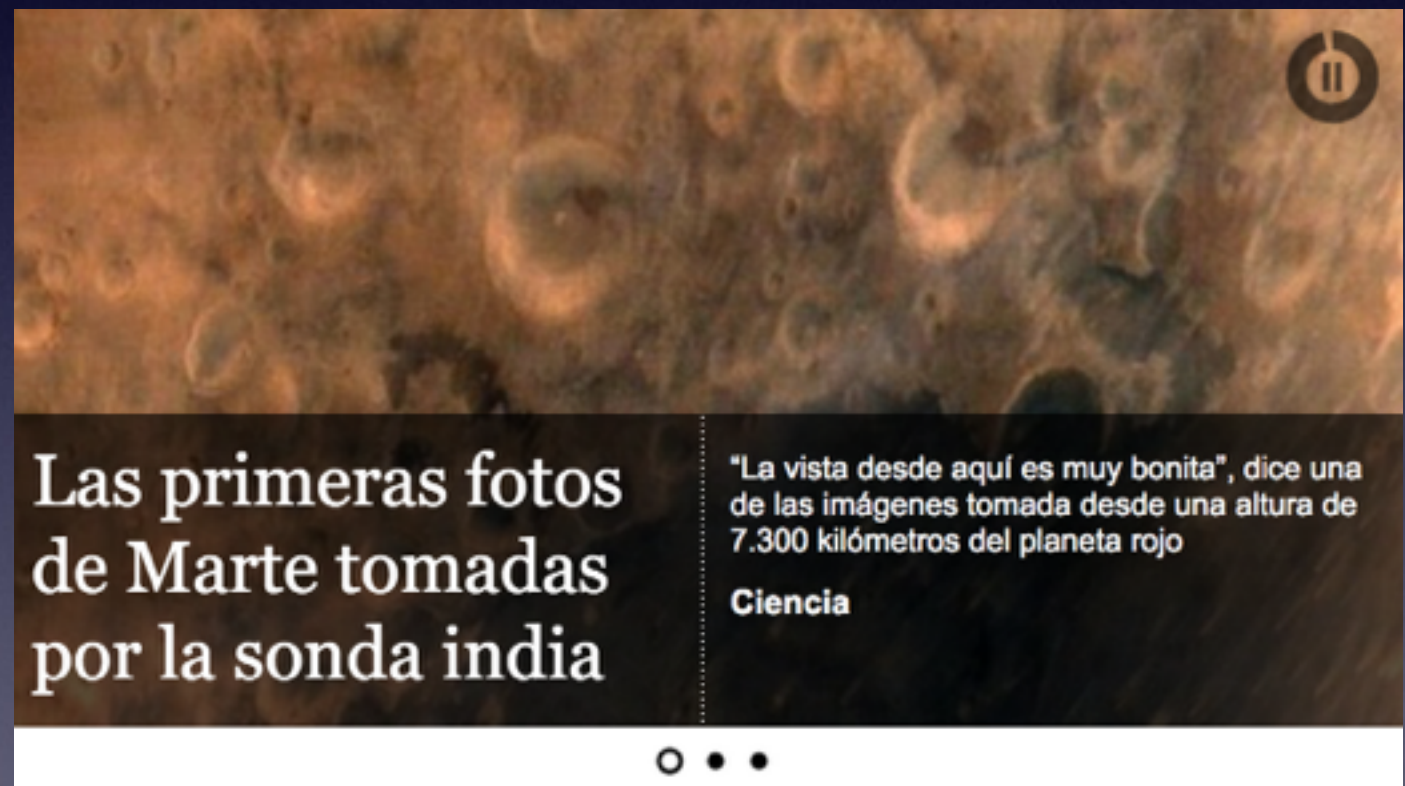 Las primeras fotos
de Marte tomadas
por la sonda india
“La vista desde aquí es muy bonita”, dice una
de las imágenes tomada desde una altura de
7.300 kilómetros del planeta rojo
Ciencia